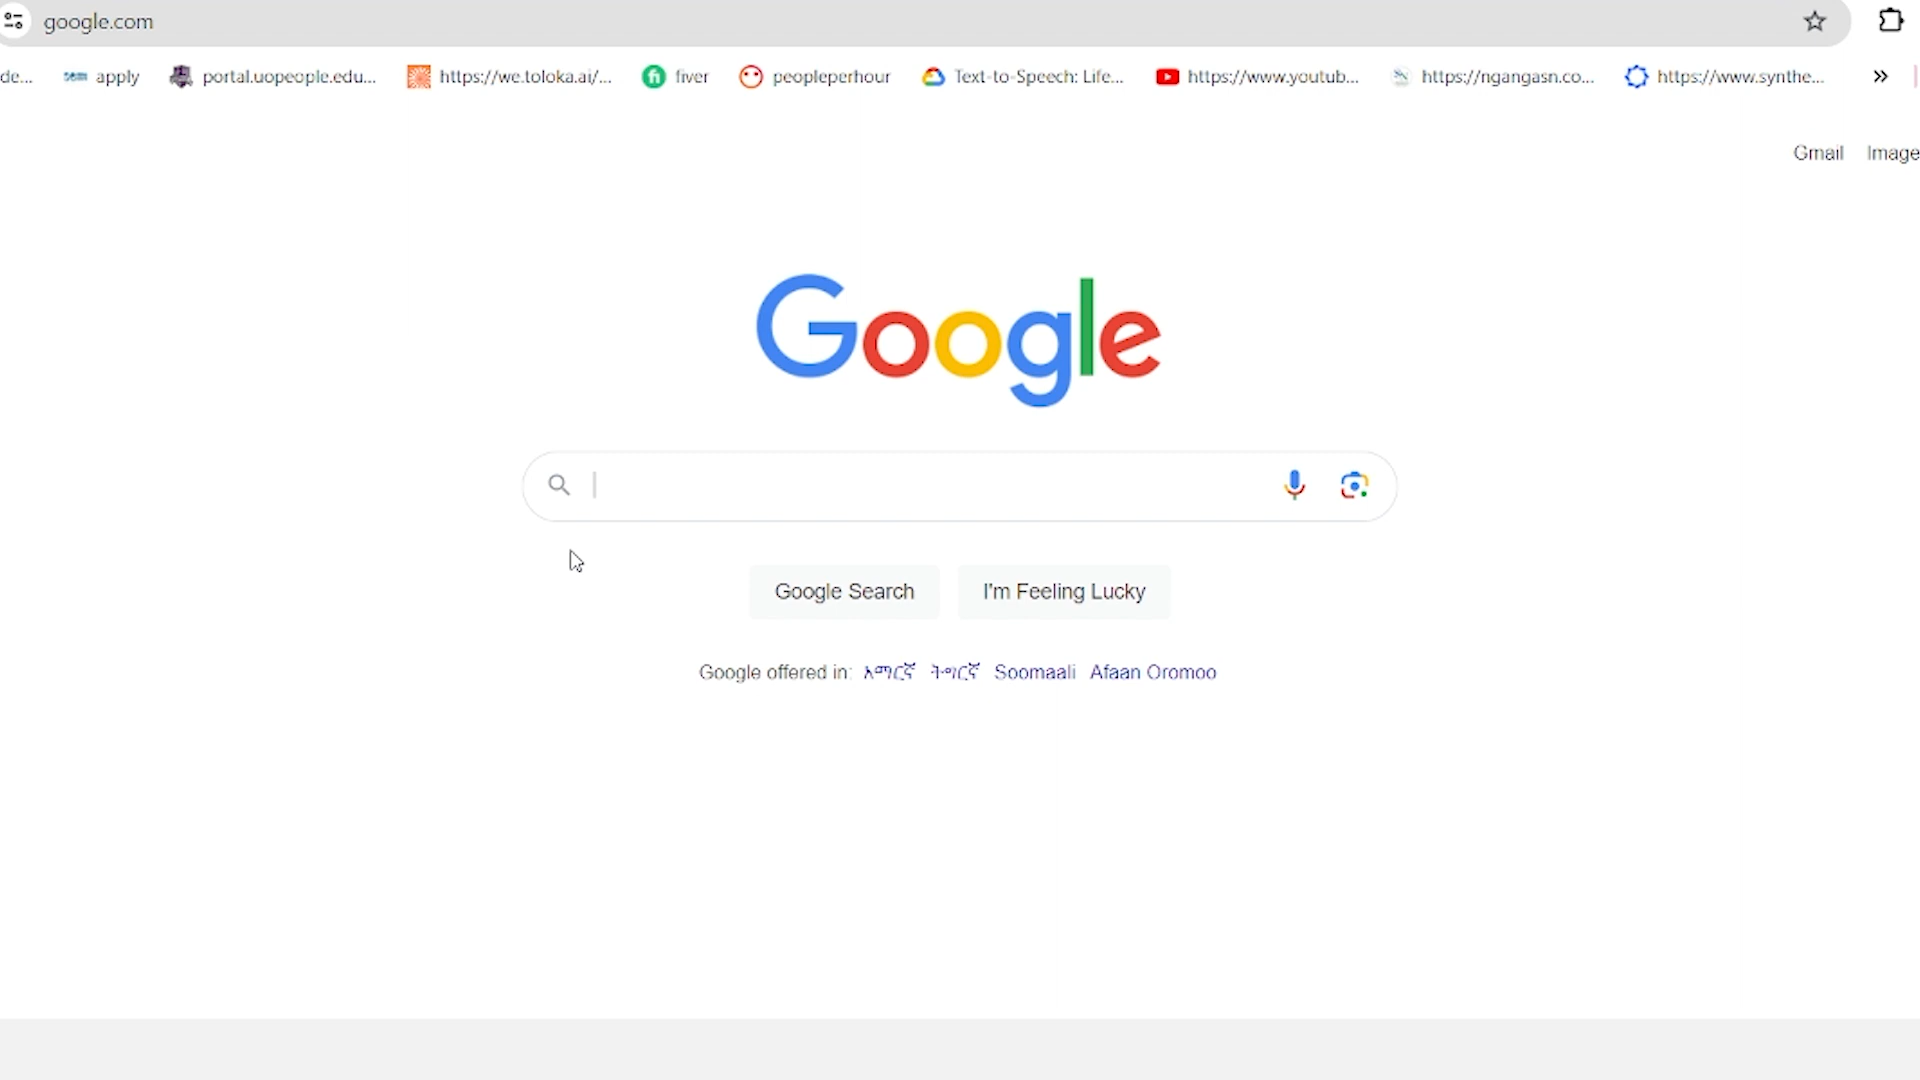 google.com
de... apply portal.uopeople.edu... https://we.toloka.ai/... fiver peopleperhour Text-to-Speech: Life... https://www.youtub... https://ngangasn.co... https://www.synthe... »
Gmail Image
Google
Google Search I'm Feeling Lucky
Google offered in: አማርኛ ትግርኛ Soomaali Afaan Oromoo